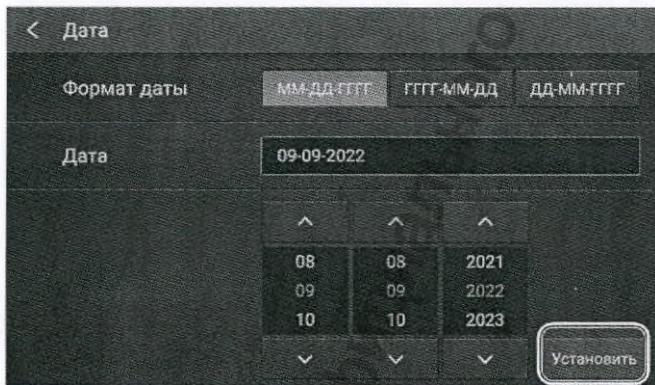 < Дата
Формат даты ММ-ДД-ГГГГ ГГГГ-ММ-ДД ДД-ММ-ГГГГ
Дата 09-09-2022
08 08 2021
09 09 2022
10 10 2023
Установить